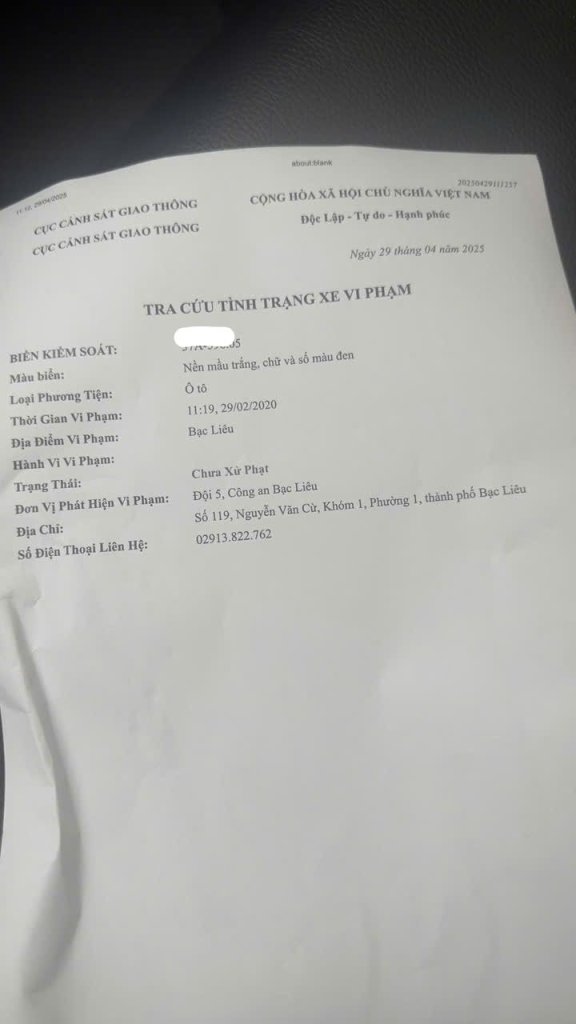 about:blank
11:12, 29/04/2025
20250429111257
CỤC CẢNH SÁT GIAO THÔNG
CỤC CẢNH SÁT GIAO THÔNG
CỘNG HÒA XÃ HỘI CHỦ NGHĨA VIỆT NAM
Độc Lập - Tự do - Hạnh phúc
Ngày 29 tháng 04 năm 2025
TRA CỨU TÌNH TRẠNG XE VI PHẠM
BIỂN KIỂM SOÁT:
Màu biển: Nền mầu trắng, chữ và số màu đen
Loại Phương Tiện: Ô tô
Thời Gian Vi Phạm: 11:19, 29/02/2020
Địa Điểm Vi Phạm: Bạc Liêu
Hành Vi Vi Phạm:
Trạng Thái: Chưa Xử Phạt
Đơn Vị Phát Hiện Vi Phạm: Đội 5, Công an Bạc Liêu
Địa Chỉ: Số 119, Nguyễn Văn Cừ, Khóm 1, Phường 1, thành phố Bạc Liêu
Số Điện Thoại Liên Hệ: 02913.822.762